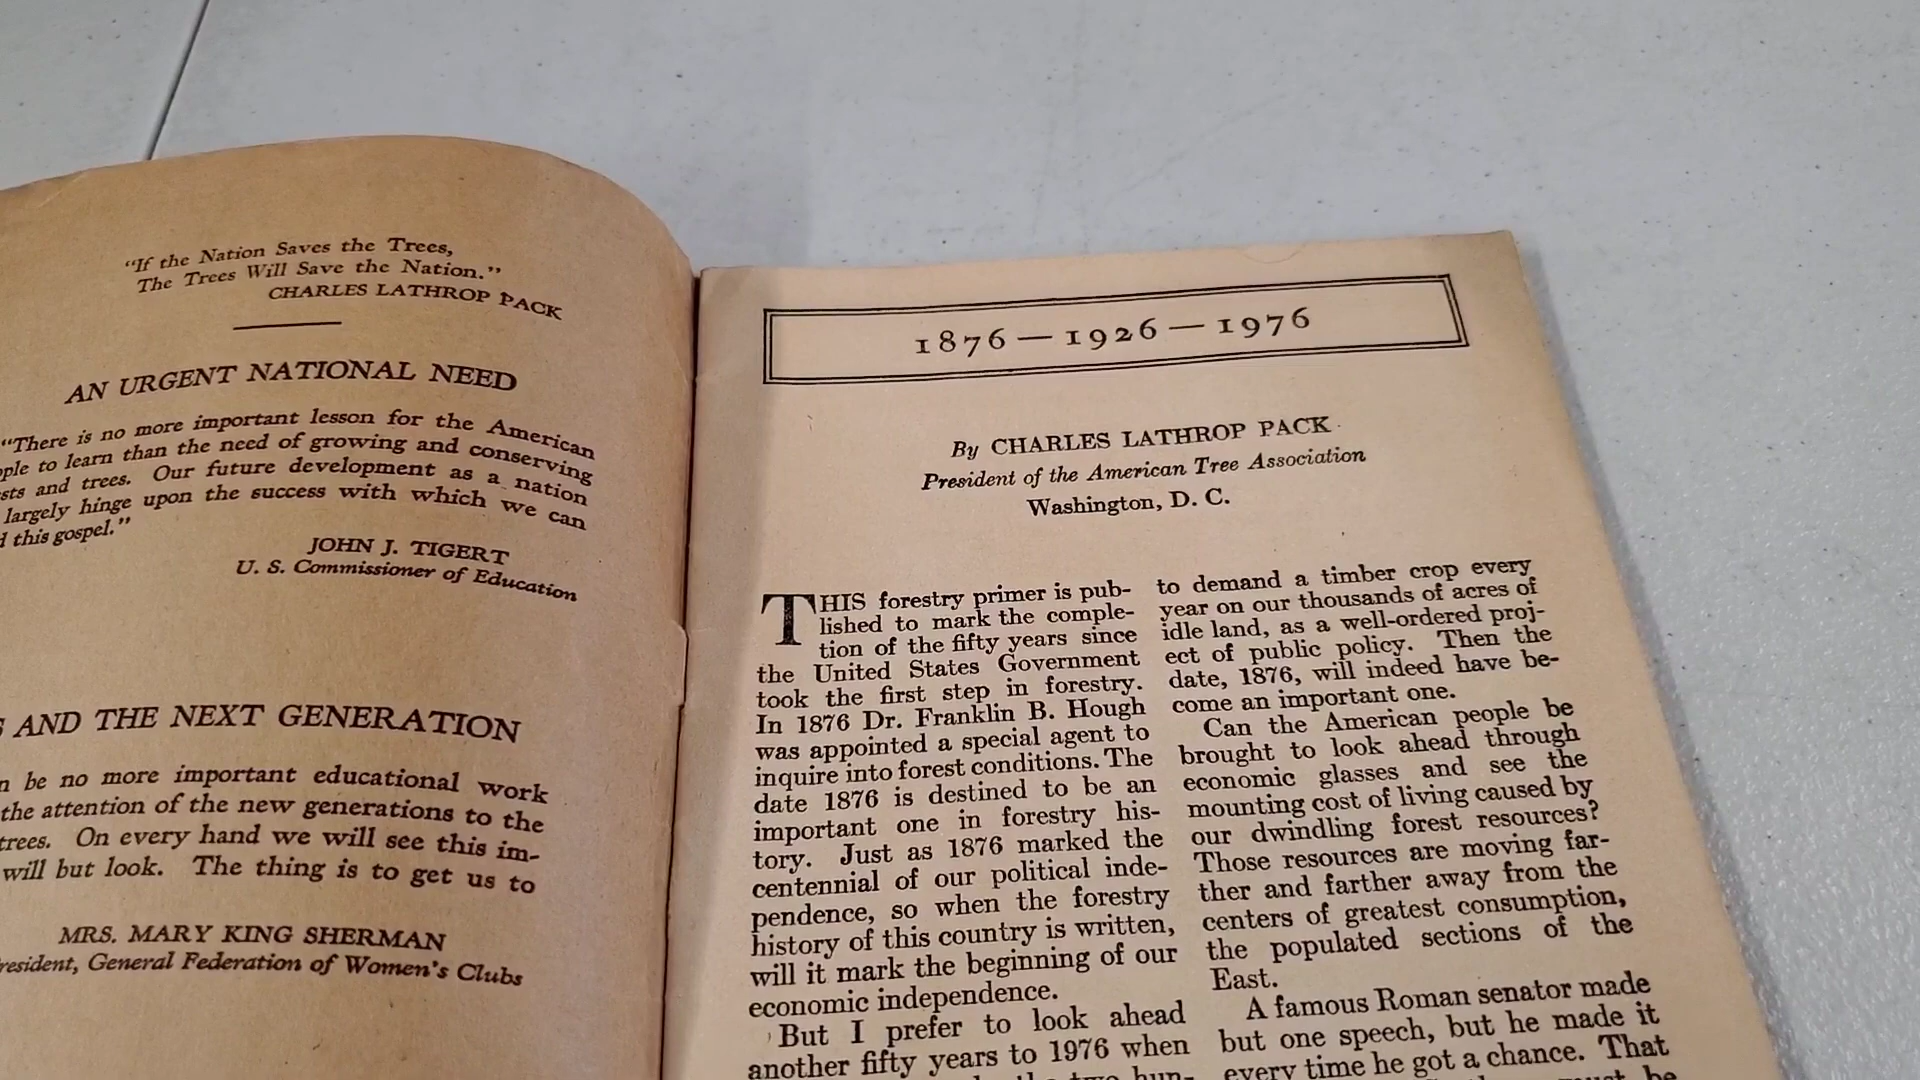 “If the Nation Saves the Trees,
The Trees Will Save the Nation.”
CHARLES LATHROP PACK
AN URGENT NATIONAL NEED
“There is no more important lesson for the American
ple to learn than the need of growing and conserving
sts and trees. Our future development as a nation
largely hinge upon the success with which we can
this gospel.”
JOHN J. TIGERT
U. S. Commissioner of Education
AND THE NEXT GENERATION
n be no more important educational work
the attention of the new generations to the
trees. On every hand we will see this im-
will but look. The thing is to get us to
MRS. MARY KING SHERMAN
resident, General Federation of Women's Clubs
1876 — 1926 — 1976
By CHARLES LATHROP PACK
President of the American Tree Association
Washington, D. C.
THIS forestry primer is pub-
lished to mark the comple-
tion of the fifty years since
the United States Government
took the first step in forestry.
In 1876 Dr. Franklin B. Hough
was appointed a special agent to
inquire into forest conditions. The
date 1876 is destined to be an
important one in forestry his-
tory. Just as 1876 marked the
centennial of our political inde-
pendence, so when the forestry
history of this country is written,
will it mark the beginning of our
economic independence.
But I prefer to look ahead
another fifty years to 1976 when
the two hun-
to demand a timber crop every
year on our thousands of acres of
idle land, as a well-ordered proj-
ect of public policy. Then the
date, 1876, will indeed have be-
come an important one.
Can the American people be
brought to look ahead through
economic glasses and see the
mounting cost of living caused by
our dwindling forest resources?
Those resources are moving far-
ther and farther away from the
centers of greatest consumption,
the populated sections of the
East.
A famous Roman senator made
but one speech, but he made it
every time he got a chance. That
must be